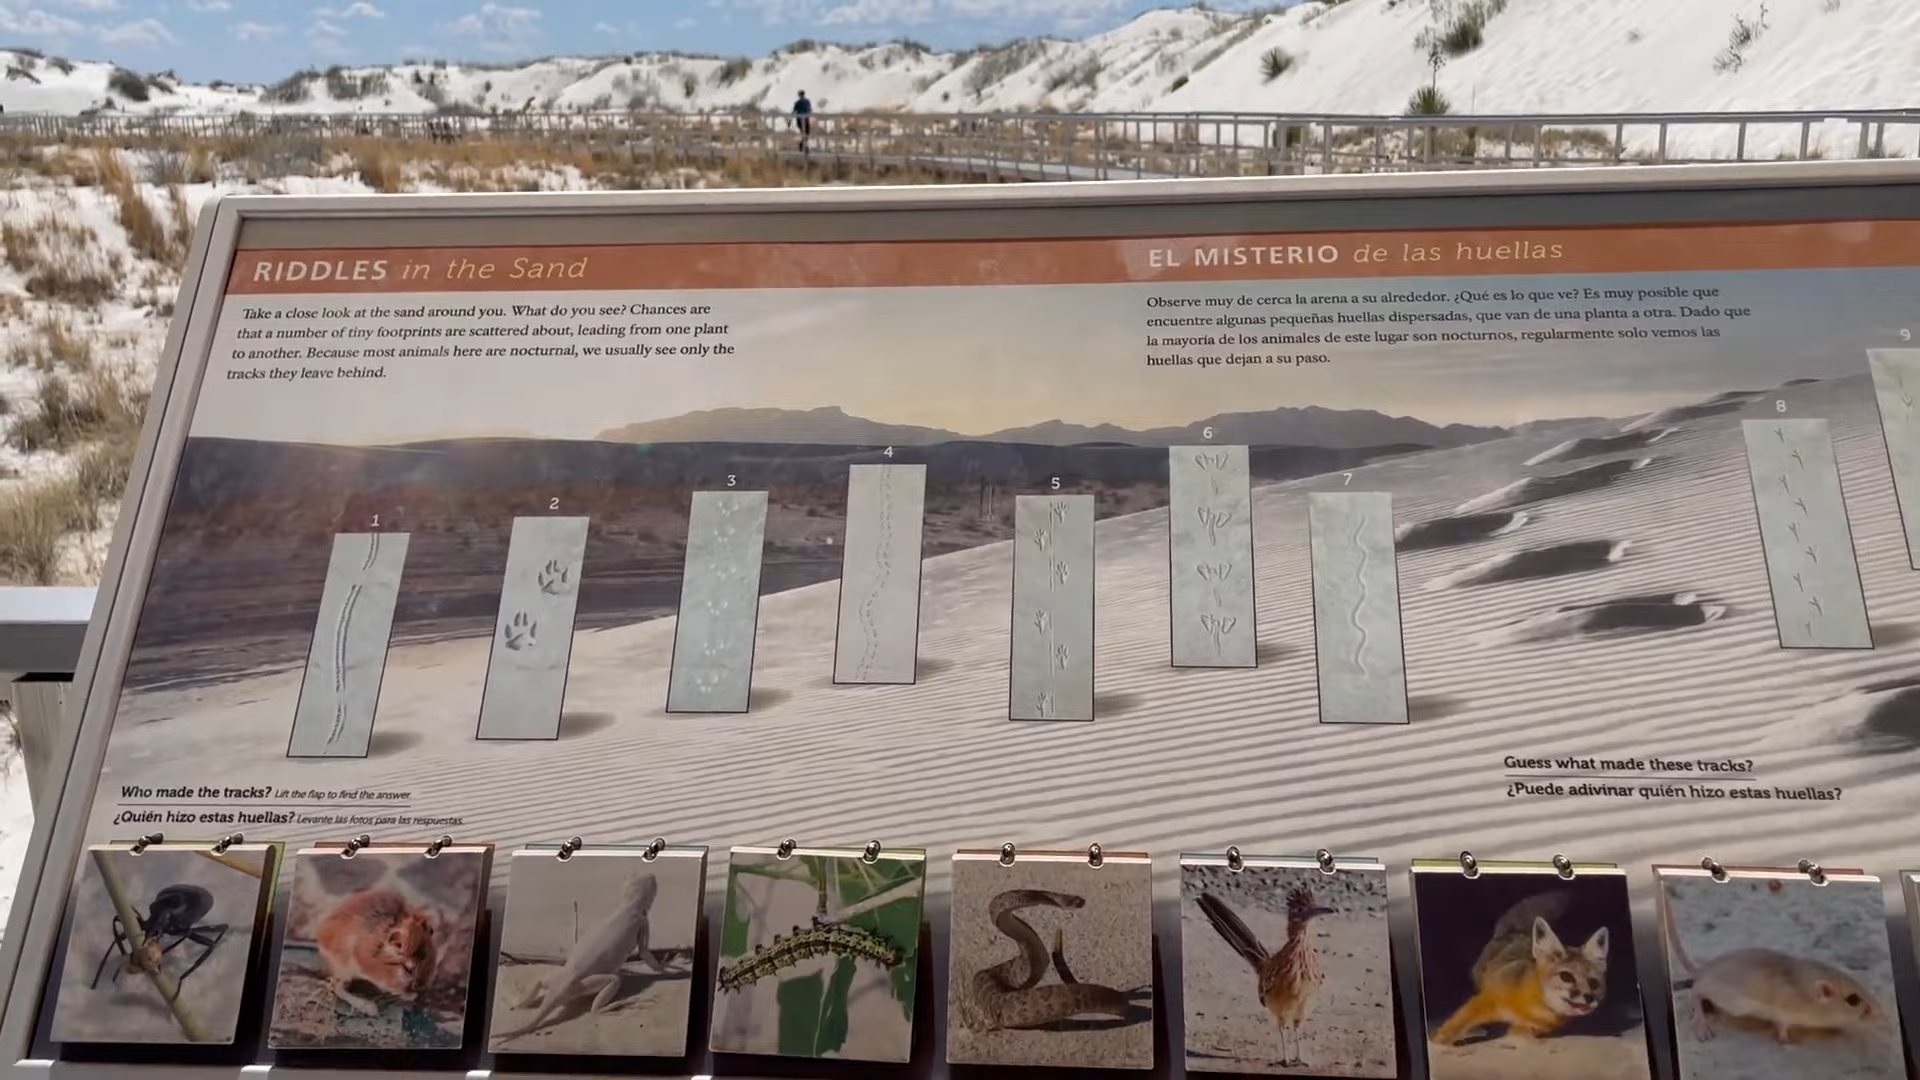 RIDDLES in the Sand
Take a close look at the sand around you. What do you see? Chances are
that a number of tiny footprints are scattered about, leading from one plant
to another. Because most animals here are nocturnal, we usually see only the
tracks they leave behind.
EL MISTERIO de las huellas
Observe muy de cerca la arena a su alrededor. ¿Qué es lo que ve? Es muy posible que
encuentre algunas pequeñas huellas dispersadas, que van de una planta a otra. Dado que
la mayoría de los animales de este lugar son nocturnos, regularmente solo vemos las
huellas que dejan a su paso.
1
2
3
4
5
6
7
8
9
Who made the tracks? Lift the flap to find the answer.
¿Quién hizo estas huellas? Levante las fotos para las respuestas.
Guess what made these tracks?
¿Puede adivinar quién hizo estas huellas?